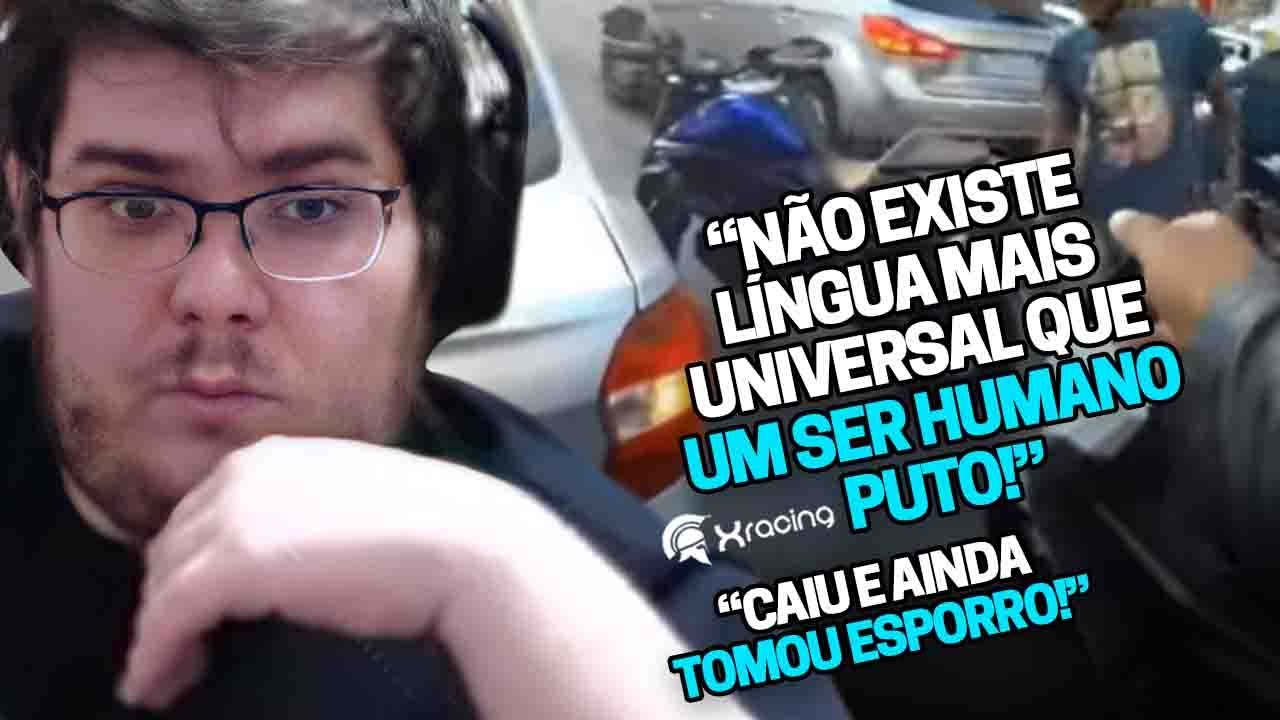 “NÃO EXISTE
LÍNGUA MAIS
UNIVERSAL QUE
UM SER HUMANO
PUTO!”
Xracing
“CAIU E AINDA
TOMOU ESPORRO!”